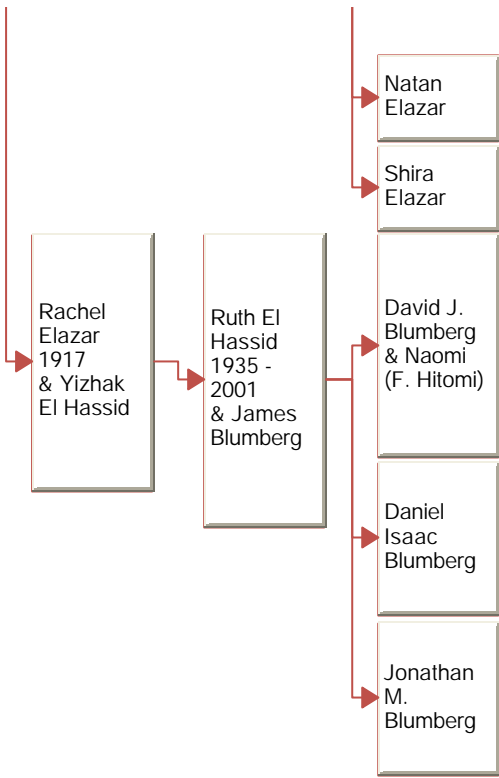 Natan
Elazar
Shira
Elazar
Rachel
Elazar
1917
& Yizhak
El Hassid
Ruth El
Hassid
1935 -
2001
& James
Blumberg
David J.
Blumberg
& Naomi
(F. Hitomi)
Daniel
Isaac
Blumberg
Jonathan
M.
Blumberg